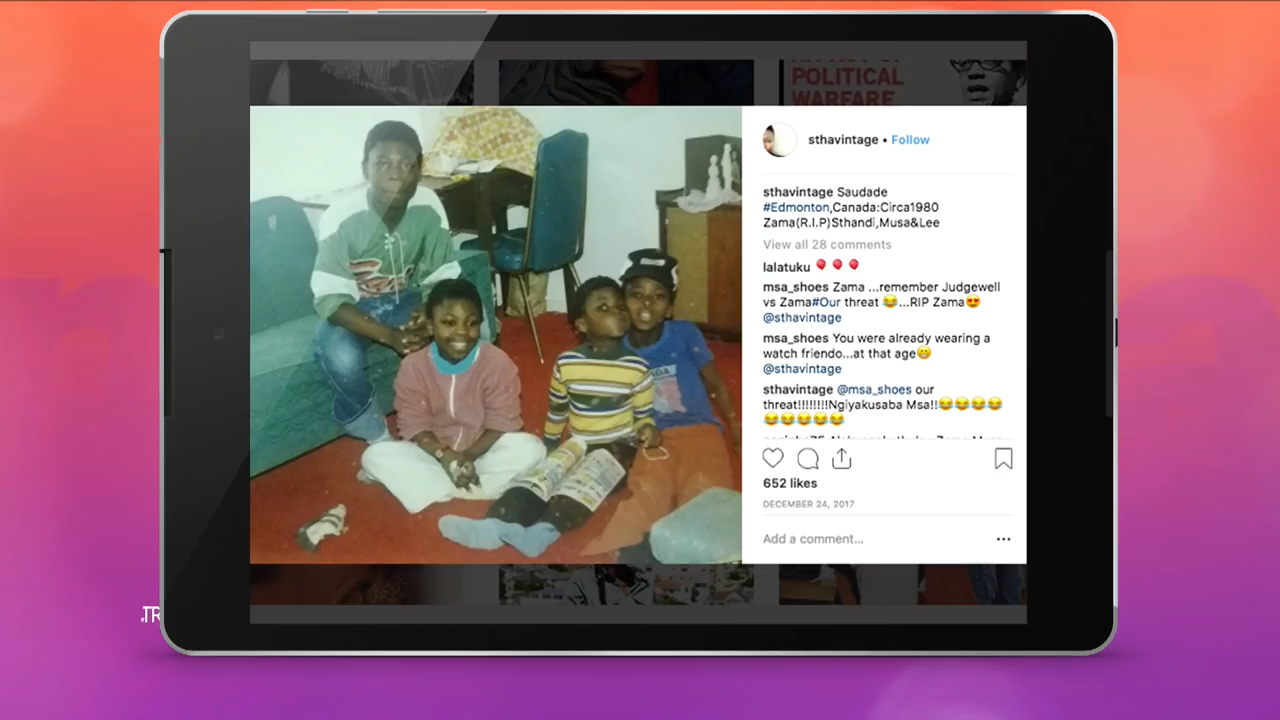 POLITICAL
WARFARE
sthavintage • Follow
sthavintage Saudade
#Edmonton,Canada:Circa1980
Zama(R.I.P)Sthandi,Musa&Lee
View all 28 comments
lalatuku 🎈🎈🎈
msa_shoes Zama ...remember Judgewell
vs Zama#Our threat 😂...RIP Zama😍
@sthavintage
msa_shoes You were already wearing a
watch friendo...at that age😁
@sthavintage
sthavintage @msa_shoes our
threat!!!!!!!!Ngiyakusaba Msa!!😂😂😂😂
😂😂😂😂😂
652 likes
DECEMBER 24, 2017
Add a comment...
.TR